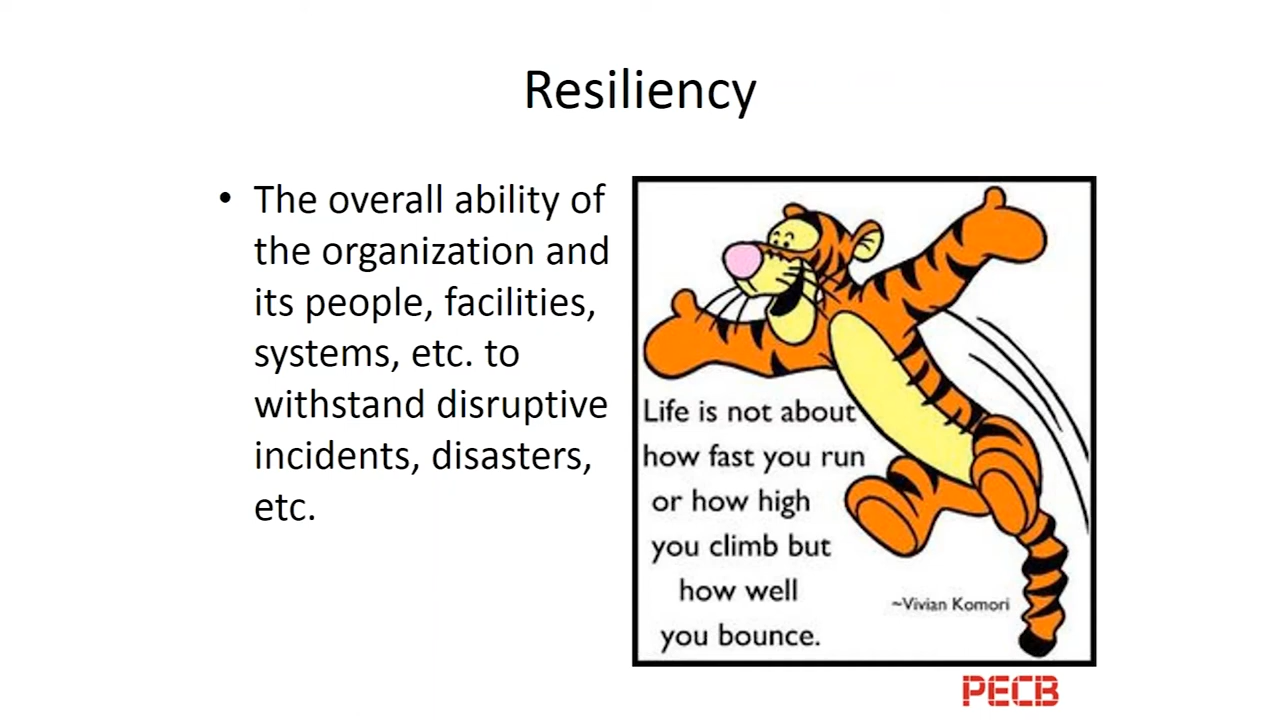 Resiliency
• The overall ability of
the organization and
its people, facilities,
systems, etc. to
withstand disruptive
incidents, disasters,
etc.
Life is not about
how fast you run
or how high
you climb but
how well
you bounce.
~Vivian Komori
PECB